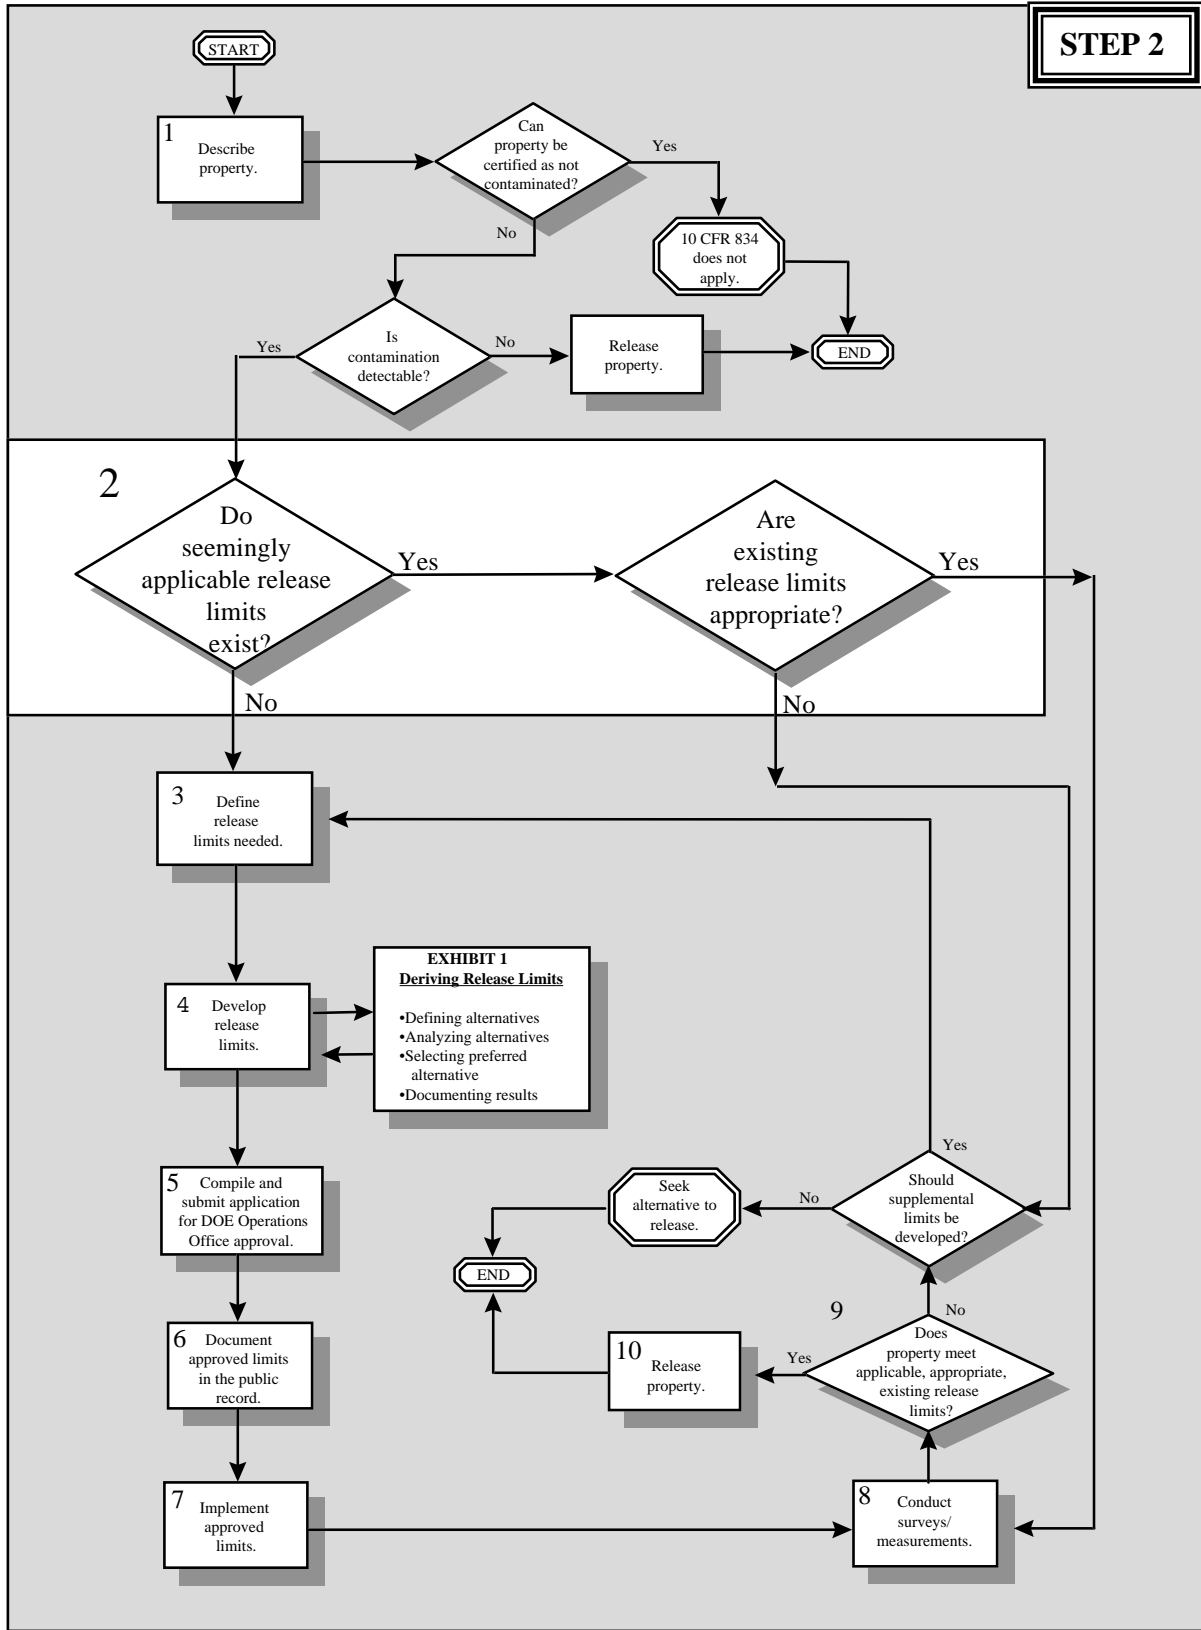 STEP 2
START
1
Describe
property.
Can
property be
certified as not
contaminated?
Yes
No
10 CFR 834
does not
apply.
Is
contamination
detectable?
Yes
No
Release
property.
END
2
Do
seemingly
applicable release
limits
exist?
Yes
No
Are
existing
release limits
appropriate?
Yes
No
3
Define
release
limits needed.
4
Develop
release
limits.
EXHIBIT 1
Deriving Release Limits
•Defining alternatives
•Analyzing alternatives
•Selecting preferred
alternative
•Documenting results
5
Compile and
submit application
for DOE Operations
Office approval.
6
Document
approved limits
in the public
record.
7
Implement
approved
limits.
8
Conduct
surveys/
measurements.
9
Does
property meet
applicable, appropriate,
existing release
limits?
Yes
No
10
Release
property.
Should
supplemental
limits be
developed?
Yes
No
Seek
alternative to
release.
END